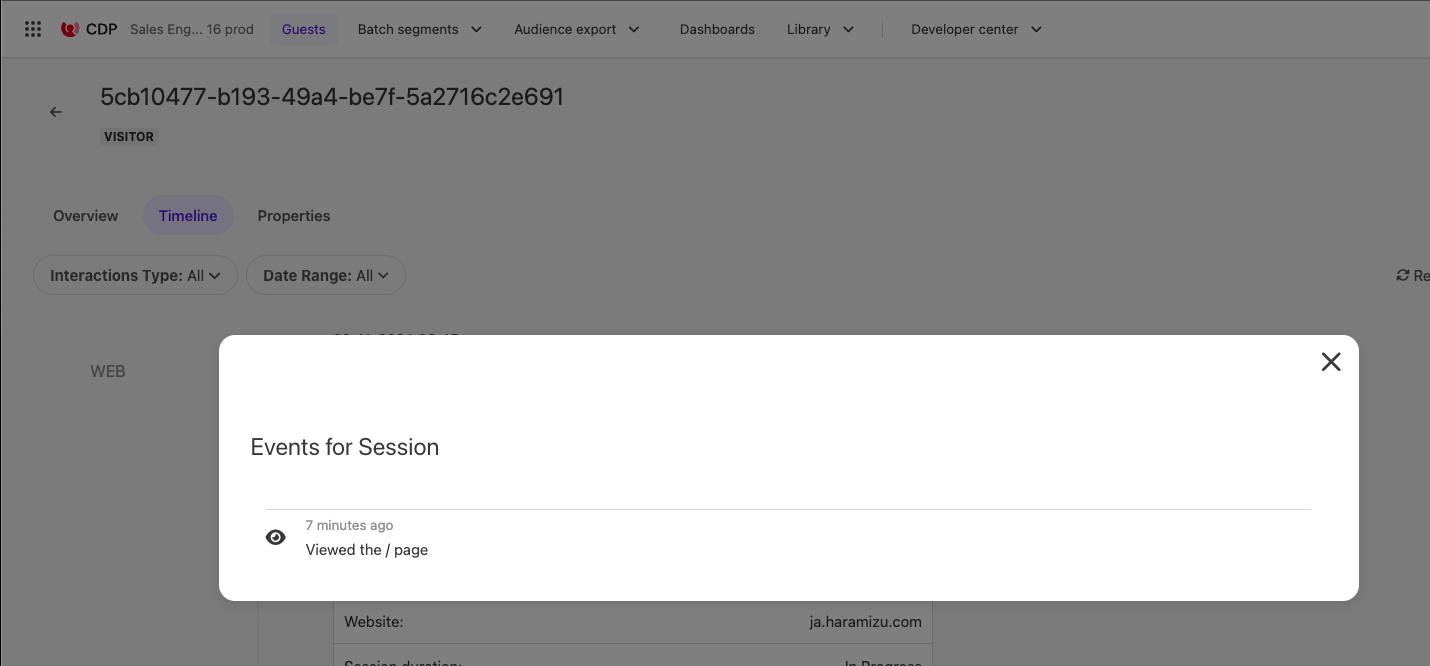 CDP Sales Eng... 16 prod Guests Batch segments Audience export Dashboards Library Developer center
5cb10477-b193-49a4-be7f-5a2716c2e691
VISITOR
Overview Timeline Properties
Interactions Type: All Date Range: All Re
WEB
Events for Session
7 minutes ago
Viewed the / page
Website: ja.haramizu.com
Session duration: In Progress